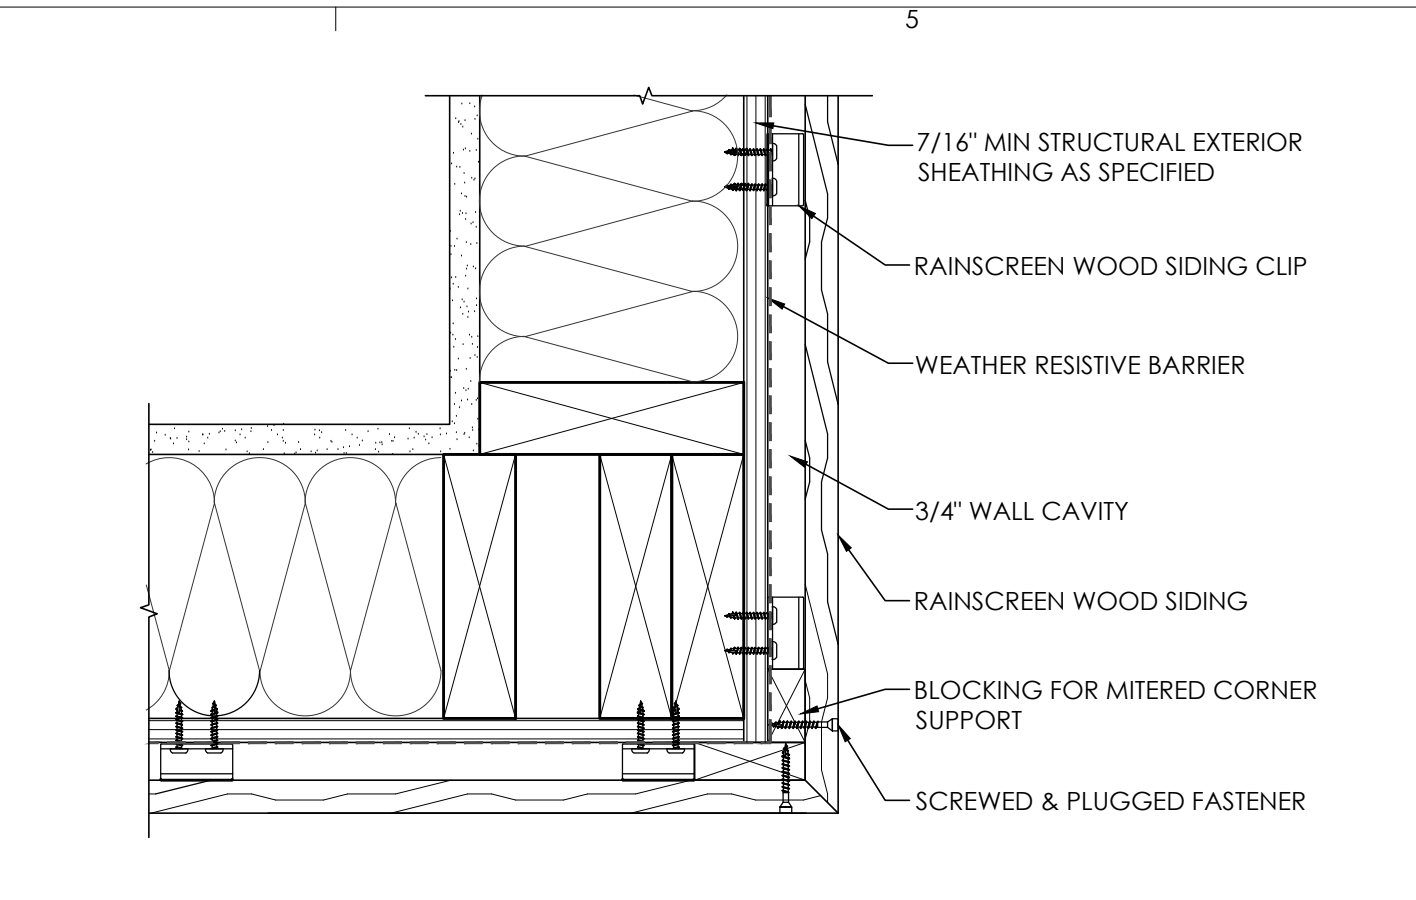 5
7/16" MIN STRUCTURAL EXTERIOR
SHEATHING AS SPECIFIED
RAINSCREEN WOOD SIDING CLIP
WEATHER RESISTIVE BARRIER
3/4" WALL CAVITY
RAINSCREEN WOOD SIDING
BLOCKING FOR MITERED CORNER
SUPPORT
SCREWED & PLUGGED FASTENER